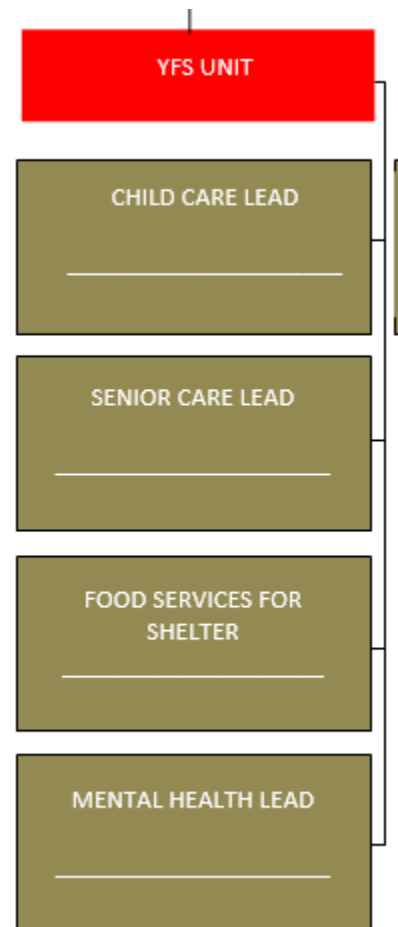 YFS UNIT
CHILD CARE LEAD
SENIOR CARE LEAD
FOOD SERVICES FOR
SHELTER
MENTAL HEALTH LEAD